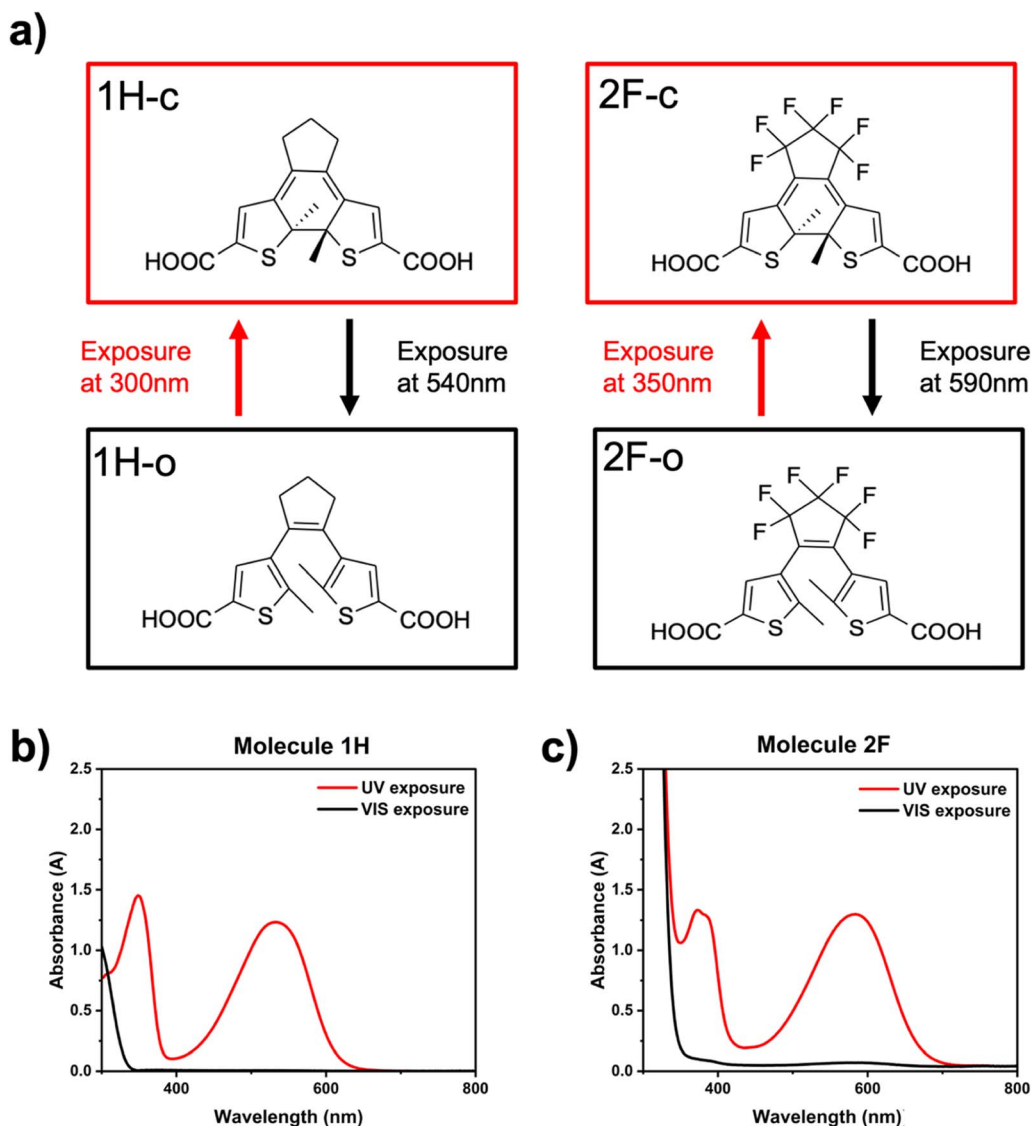 a)
1H-c
HOOC S S COOH
2F-c
F F F F
F F
HOOC S S COOH
Exposure
at 300nm
Exposure
at 540nm
Exposure
at 350nm
Exposure
at 590nm
1H-o
HOOC S S COOH
2F-o
F F F F
F F
HOOC S S COOH
b)
Molecule 1H
UV exposure
VIS exposure
2.5
2.0
1.5
1.0
0.5
0.0
Absorbance (A)
400 600 800
Wavelength (nm)
c)
Molecule 2F
UV exposure
VIS exposure
2.5
2.0
1.5
1.0
0.5
0.0
Absorbance (A)
400 600 800
Wavelength (nm)